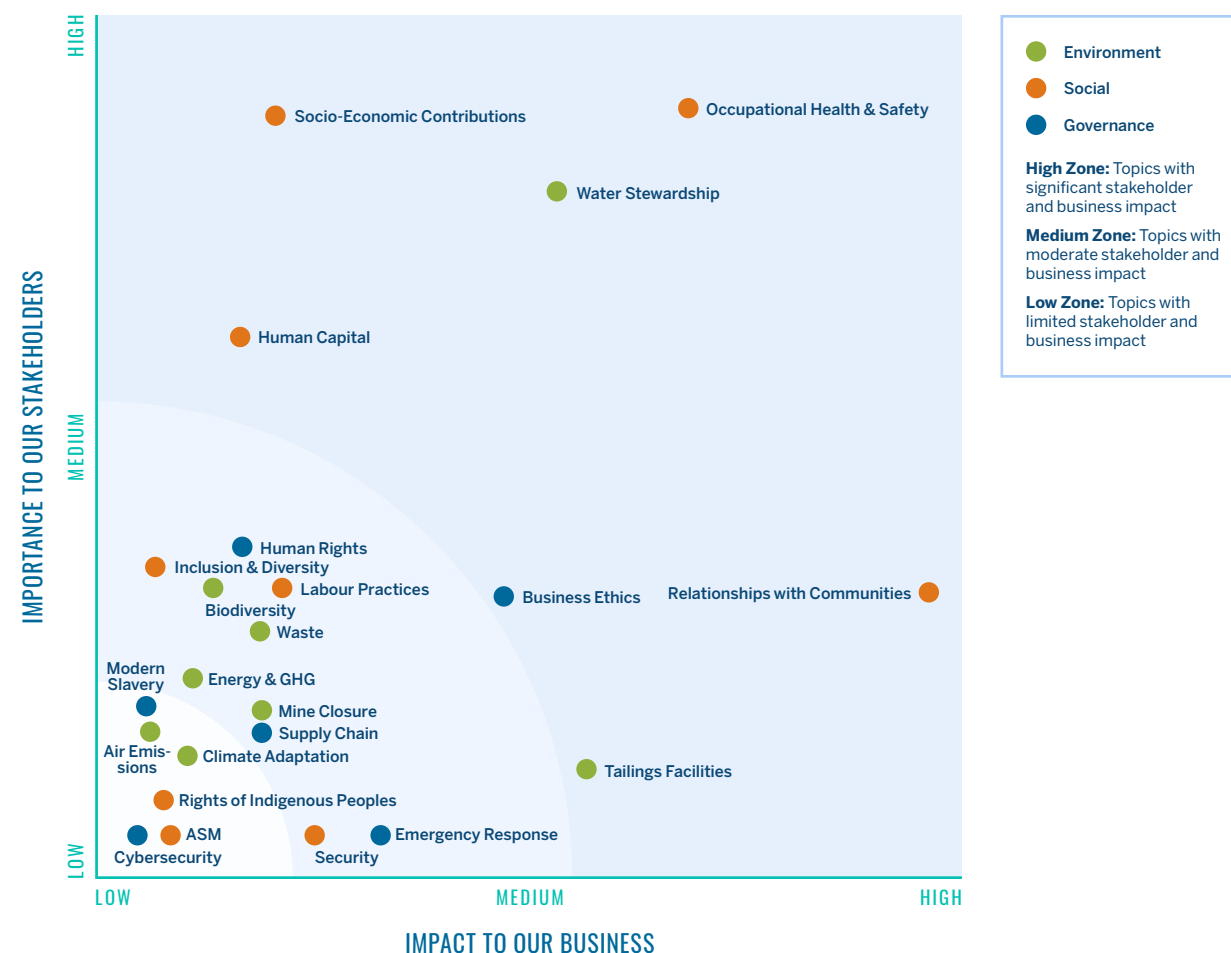 HIGH
Socio-Economic Contributions
Occupational Health & Safety
Water Stewardship
Human Capital
IMPORTANCE TO OUR STAKEHOLDERS
MEDIUM
Human Rights
Inclusion & Diversity
Labour Practices
Biodiversity
Business Ethics
Relationships with Communities
Waste
Modern
Slavery
Energy & GHG
Mine Closure
Supply Chain
Air Emis-
sions
Climate Adaptation
Tailings Facilities
Rights of Indigenous Peoples
ASM
Cybersecurity
Security
Emergency Response
LOW
LOW
MEDIUM
HIGH
IMPACT TO OUR BUSINESS
Environment
Social
Governance
High Zone: Topics with
significant stakeholder
and business impact
Medium Zone: Topics with
moderate stakeholder and
business impact
Low Zone: Topics with
limited stakeholder and
business impact